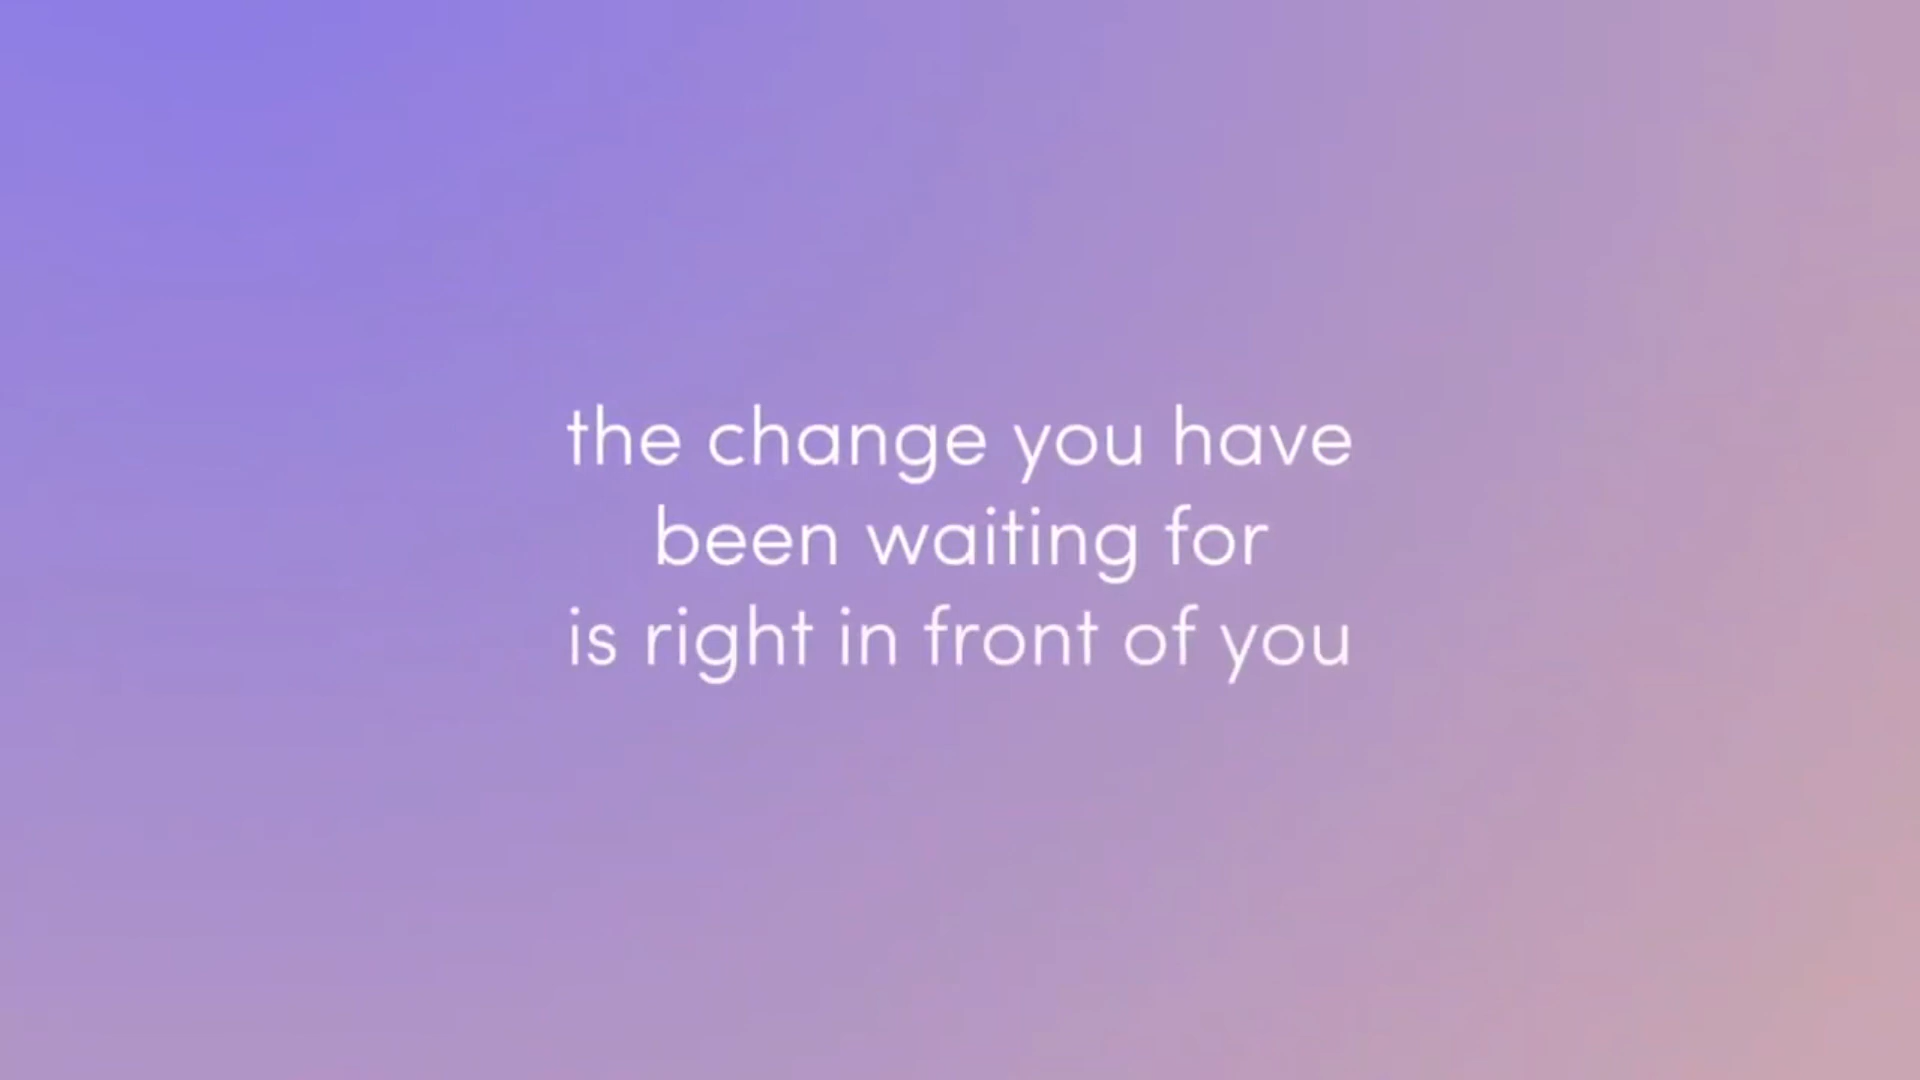 the change you have
been waiting for
is right in front of you